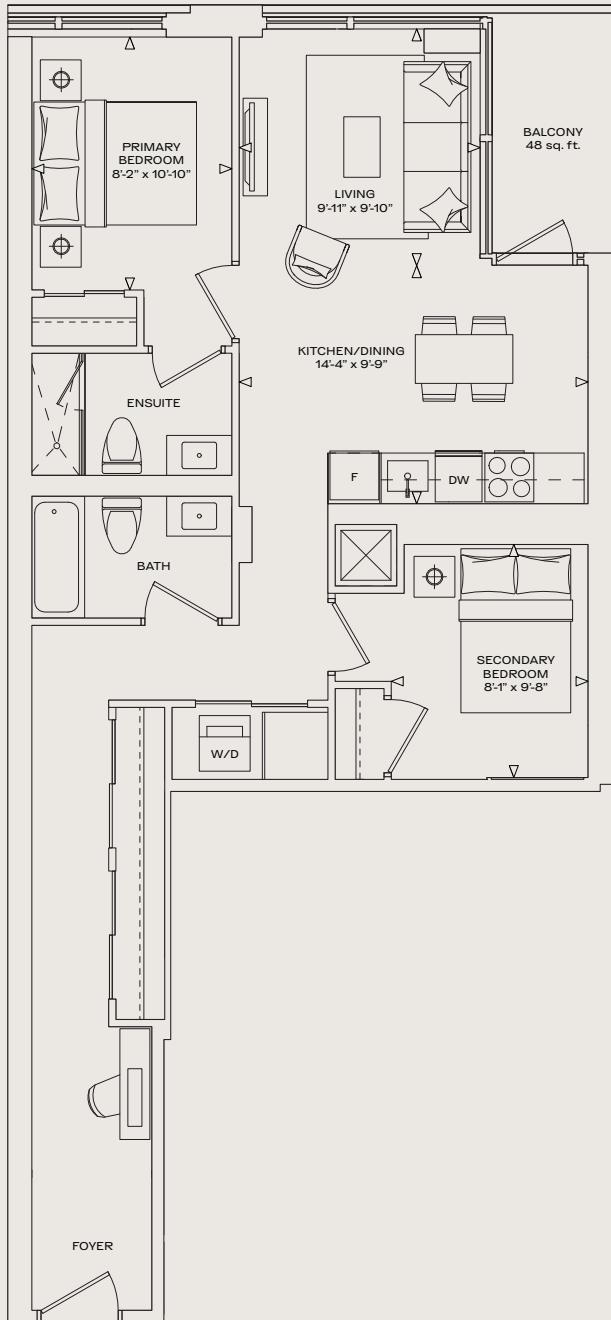 BALCONY
48 sq. ft.
PRIMARY
BEDROOM
8'-2" x 10'-10"
LIVING
9'-11" x 9'-10"
KITCHEN/DINING
14'-4" x 9'-9"
ENSUITE
F
DW
BATH
SECONDARY
BEDROOM
8'-1" x 9'-8"
W/D
FOYER